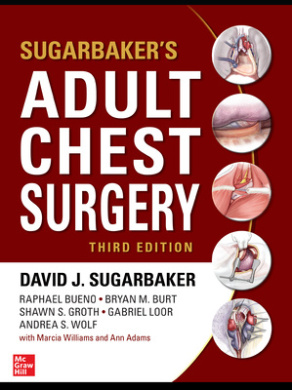 SUGARBAKER'S
ADULT
CHEST
SURGERY
THIRD EDITION
DAVID J. SUGARBAKER
RAPHAEL BUENO • BRYAN M. BURT
SHAWN S. GROTH • GABRIEL LOOR
ANDREA S. WOLF
with Marcia Williams and Ann Adams
Mc
Graw
Hill